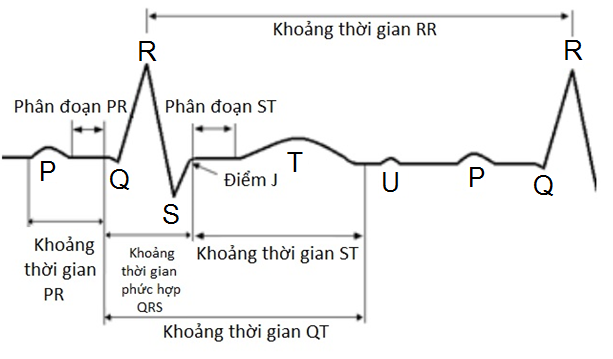 Khoảng thời gian RR
R
R
Phân đoạn PR
Phân đoạn ST
P
Q
S
Điểm J
T
U
P
Q
Khoảng
thời gian
PR
Khoảng
thời gian
phức hợp
QRS
Khoảng thời gian ST
Khoảng thời gian QT